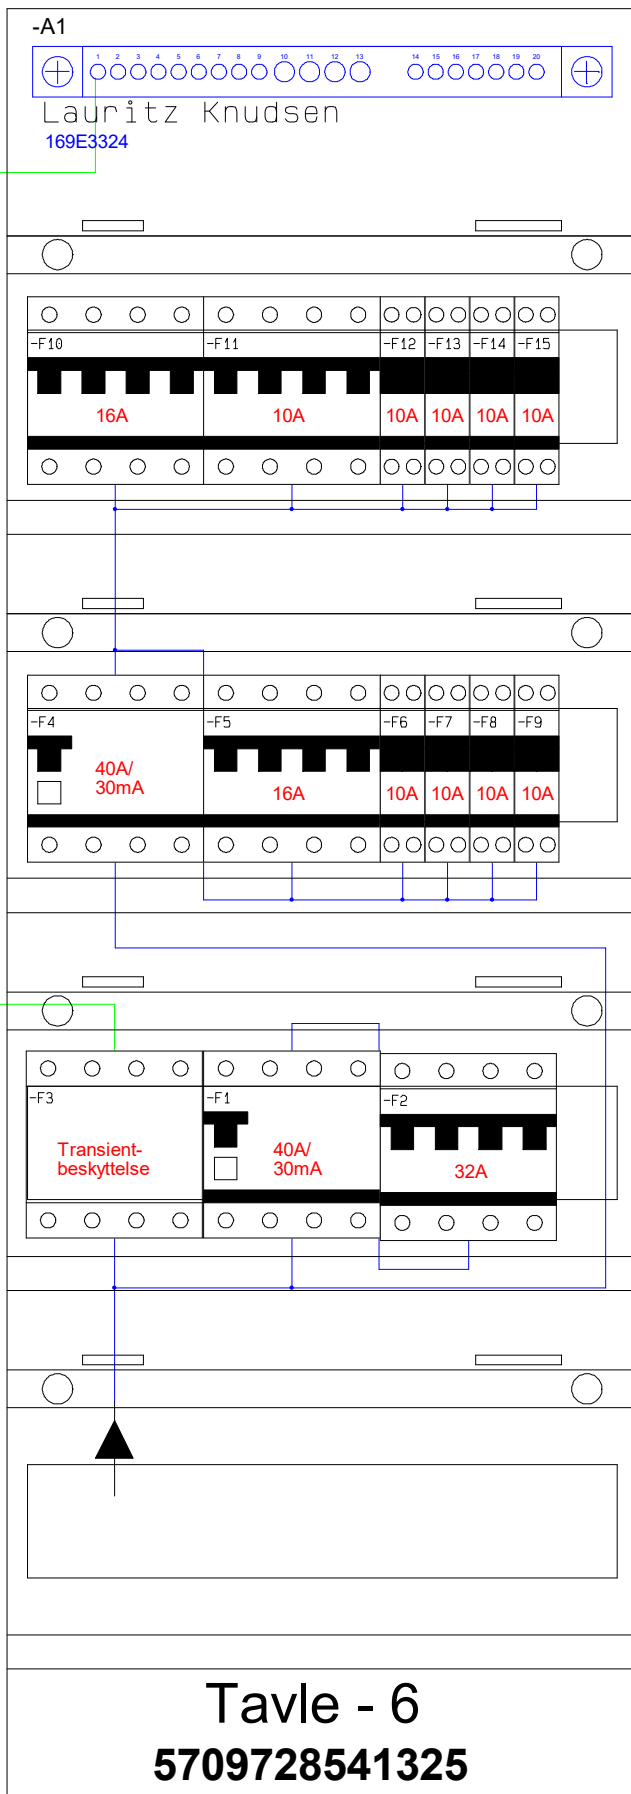 -A1
1 2 3 4 5 6 7 8 9 10 11 12 13 14 15 16 17 18 19 20
Lauritz Knudsen
169E3324
-F10 -F11 -F12 -F13 -F14 -F15
16A 10A 10A 10A 10A 10A
-F4 -F5 -F6 -F7 -F8 -F9
40A/
30mA 16A 10A 10A 10A 10A
-F3 -F1 -F2
Transient- 40A/
beskyttelse 30mA 32A
Tavle - 6
5709728541325